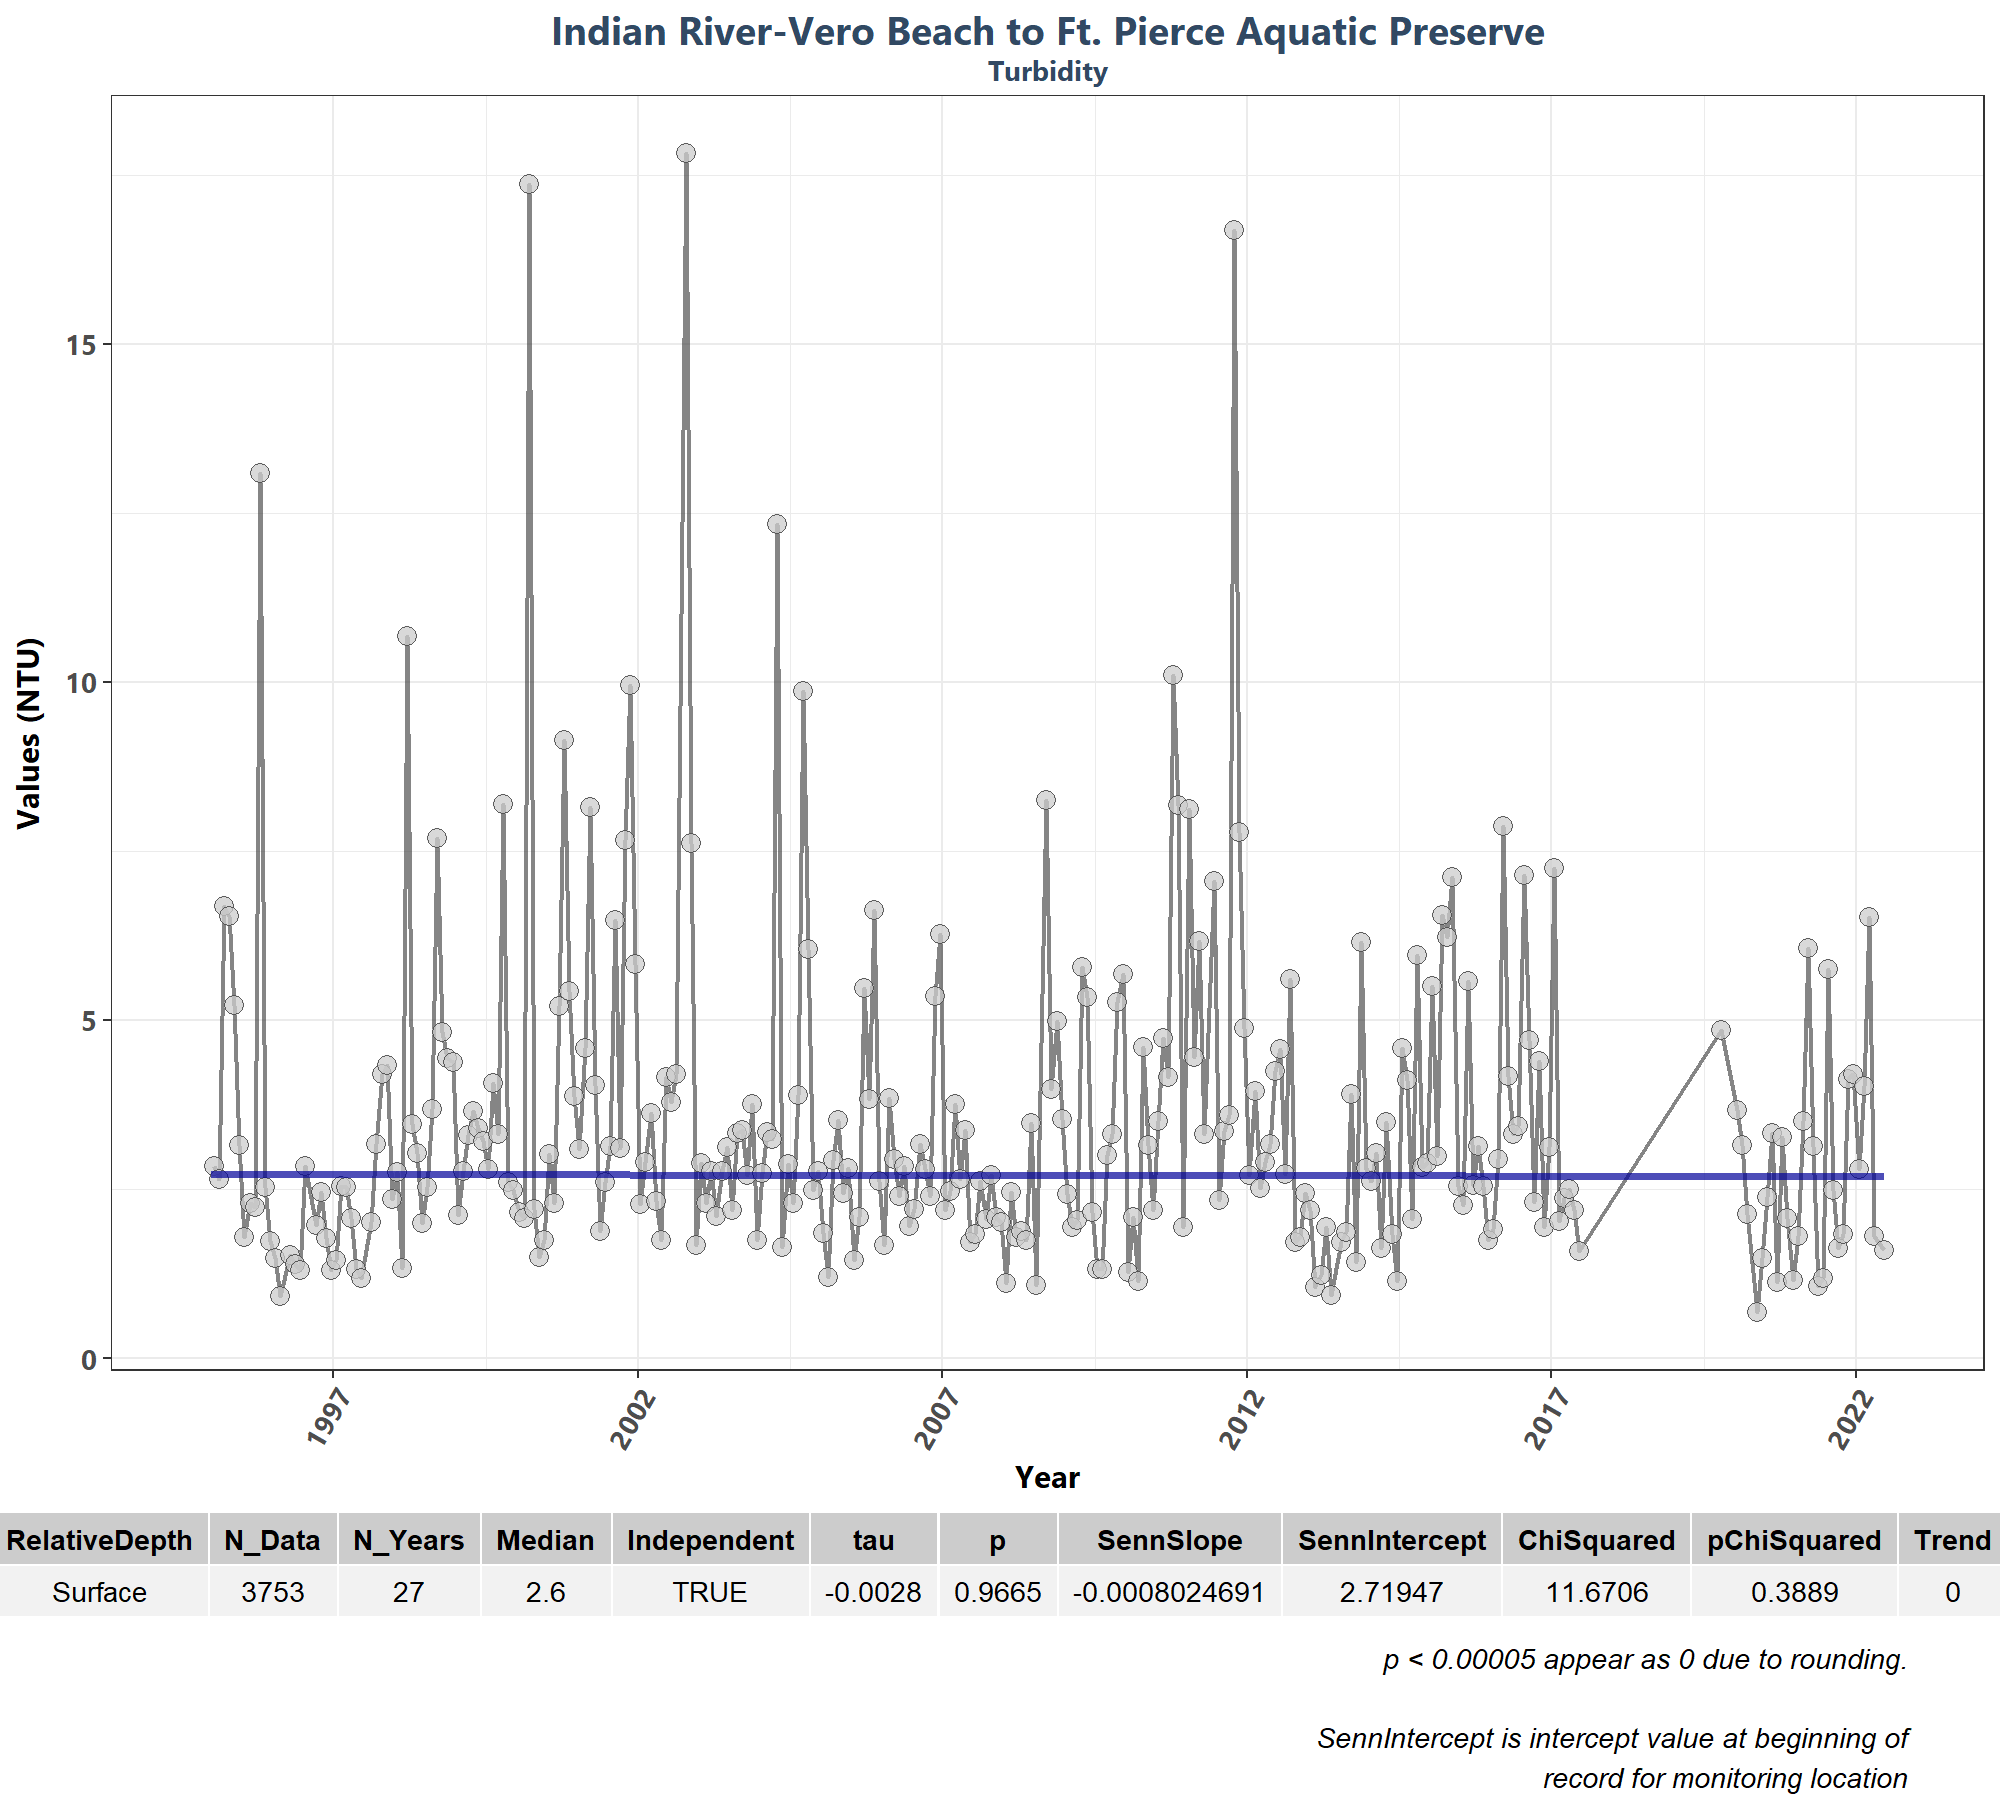 Indian River-Vero Beach to Ft. Pierce Aquatic Preserve
Turbidity
Values (NTU)
15
10
5
0
1997 2002 2007 2012 2017 2022
Year
RelativeDepth N_Data N_Years Median Independent tau p SennSlope SennIntercept ChiSquared pChiSquared Trend
Surface 3753 27 2.6 TRUE -0.0028 0.9665 -0.0008024691 2.71947 11.6706 0.3889 0
p < 0.00005 appear as 0 due to rounding.
SennIntercept is intercept value at beginning of
record for monitoring location